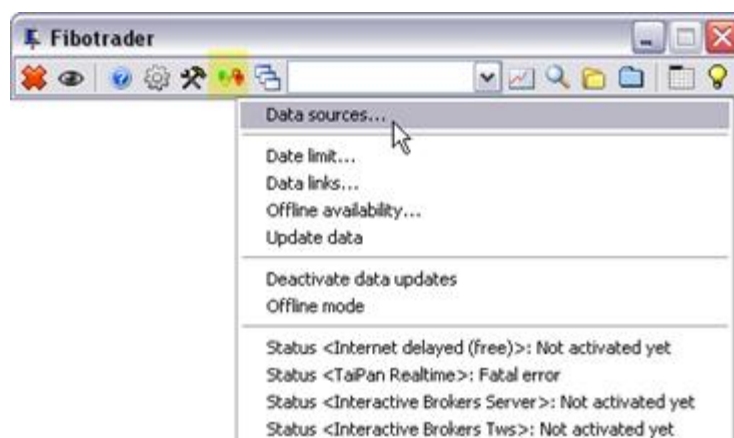 Fibotrader
Data sources...
Date limit...
Data links...
Offline availability...
Update data
Deactivate data updates
Offline mode
Status <Internet delayed (free)>: Not activated yet
Status <TaiPan Realtime>: Fatal error
Status <Interactive Brokers Server>: Not activated yet
Status <Interactive Brokers Tws>: Not activated yet